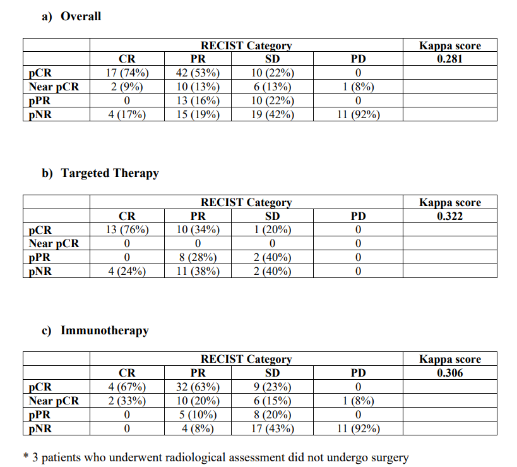 a) Overall
RECIST Category Kappa score
CR PR SD PD 0.281
pCR 17 (74%) 42 (53%) 10 (22%) 0
Near pCR 2 (9%) 10 (13%) 6 (13%) 1 (8%)
pPR 0 13 (16%) 10 (22%) 0
pNR 4 (17%) 15 (19%) 19 (42%) 11 (92%)
b) Targeted Therapy
RECIST Category Kappa score
CR PR SD PD 0.322
pCR 13 (76%) 10 (34%) 1 (20%) 0
Near pCR 0 0 0 0
pPR 0 8 (28%) 2 (40%) 0
pNR 4 (24%) 11 (38%) 2 (40%) 0
c) Immunotherapy
RECIST Category Kappa score
CR PR SD PD 0.306
pCR 4 (67%) 32 (63%) 9 (23%) 0
Near pCR 2 (33%) 10 (20%) 6 (15%) 1 (8%)
pPR 0 5 (10%) 8 (20%) 0
pNR 0 4 (8%) 17 (43%) 11 (92%)
* 3 patients who underwent radiological assessment did not undergo surgery